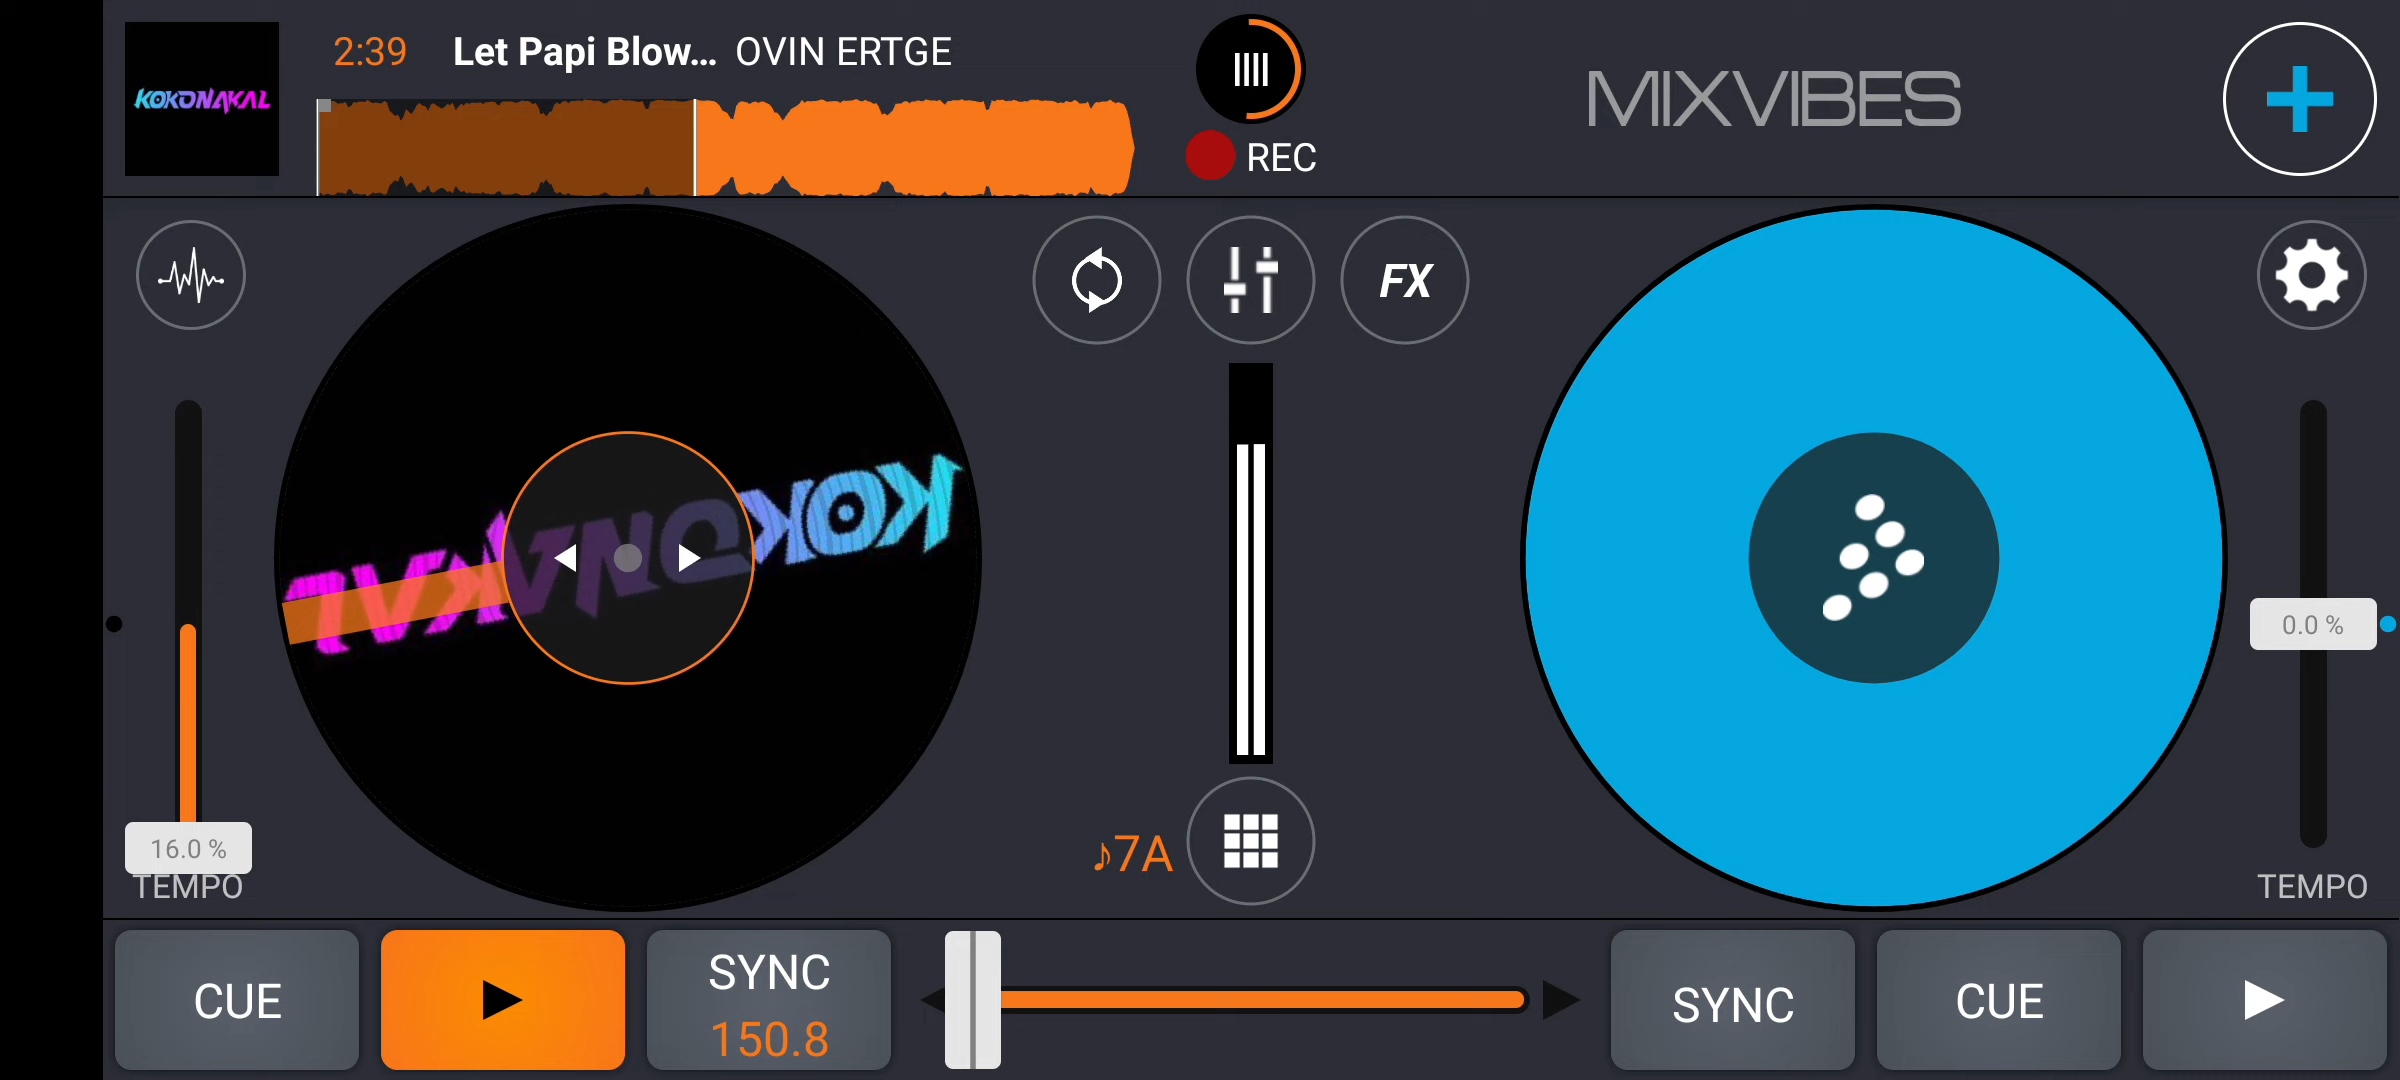 KOKONAKAL
2:39 Let Papi Blow... OVIN ERTGE
REC
MIXVIBES
FX
KOKONAKAL
0.0 %
16.0 %
TEMPO
♪7A
TEMPO
CUE
SYNC
150.8
SYNC
CUE